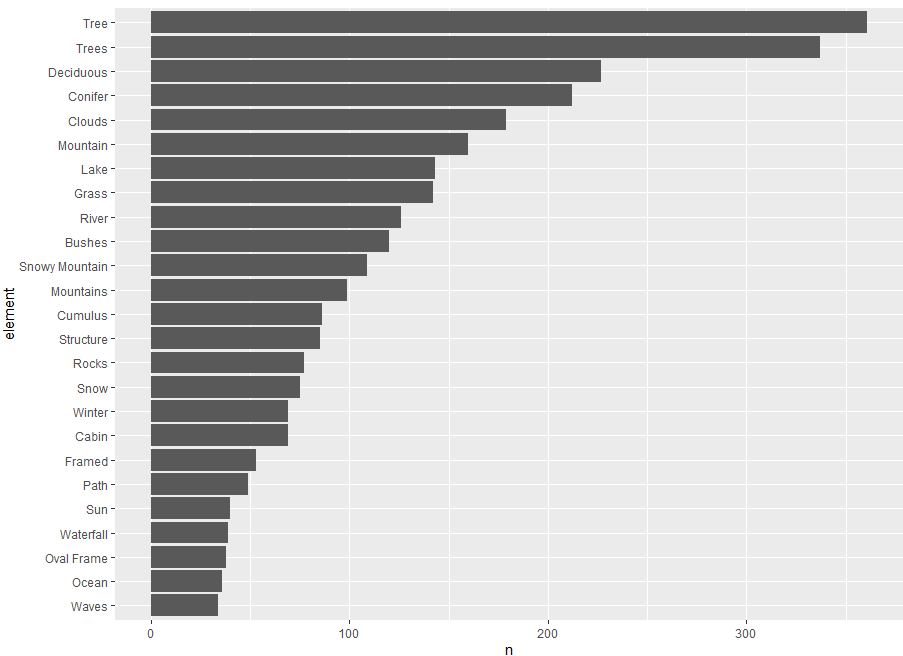 Tree
Trees
Deciduous
Conifer
Clouds
Mountain
Lake
Grass
River
Bushes
Snowy Mountain
Mountains
Cumulus
Structure
Rocks
Snow
Winter
Cabin
Framed
Path
Sun
Waterfall
Oval Frame
Ocean
Waves
element
0 100 200 300
n